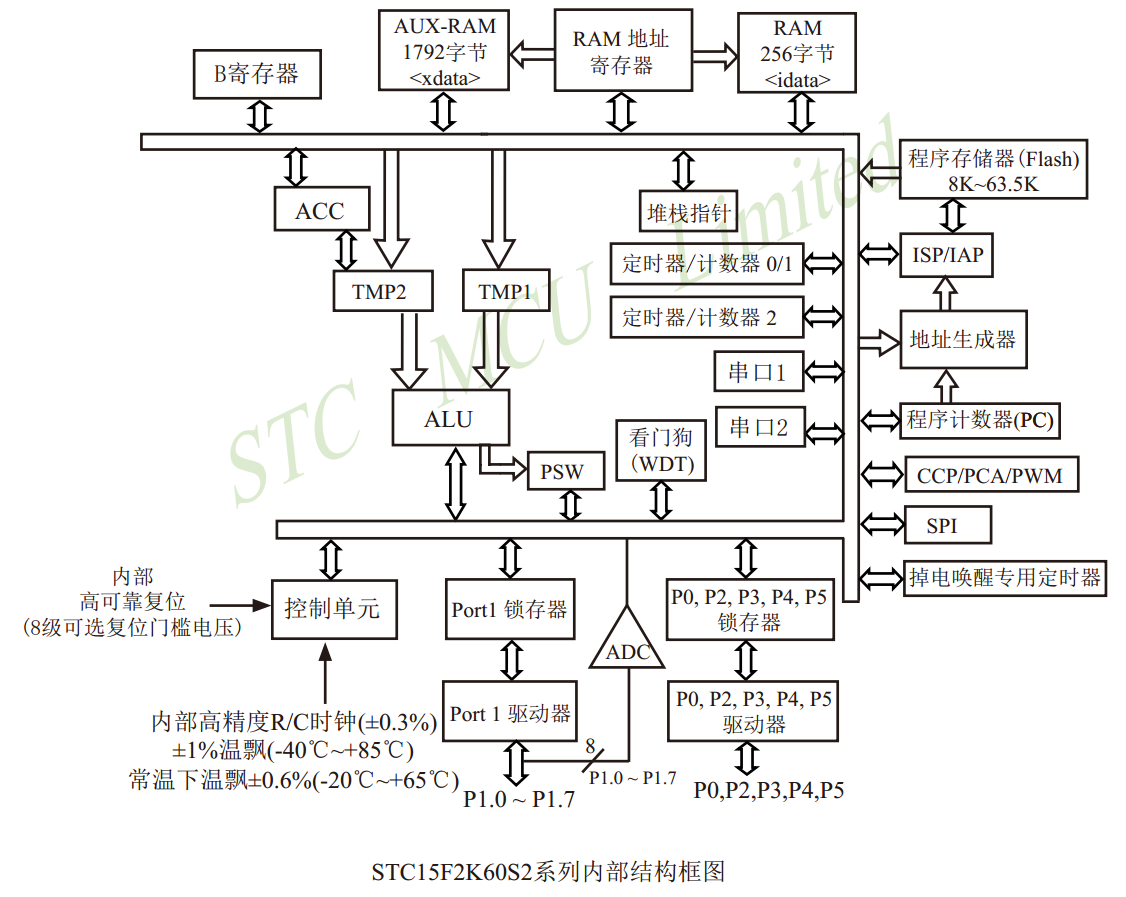 AUX-RAM
1792字节
<xdata>
RAM 地址
寄存器
RAM
256字节
<idata>
B寄存器
程序存储器(Flash)
8K~63.5K
ACC
堆栈指针
ISP/IAP
定时器/计数器 0/1
TMP2
TMP1
定时器/计数器 2
地址生成器
串口1
ALU
程序计数器(PC)
串口2
看门狗
(WDT)
PSW
CCP/PCA/PWM
SPI
掉电唤醒专用定时器
STC MCU Limited
内部
高可靠复位
(8级可选复位门槛电压)
控制单元
Port1 锁存器
P0, P2, P3, P4, P5
锁存器
ADC
内部高精度R/C时钟(±0.3%)
±1%温飘(-40℃~+85℃)
常温下温飘±0.6%(-20℃~+65℃)
Port 1 驱动器
P0, P2, P3, P4, P5
驱动器
8
P1.0 ~ P1.7
P1.0 ~ P1.7
P0,P2,P3,P4,P5
STC15F2K60S2系列内部结构框图